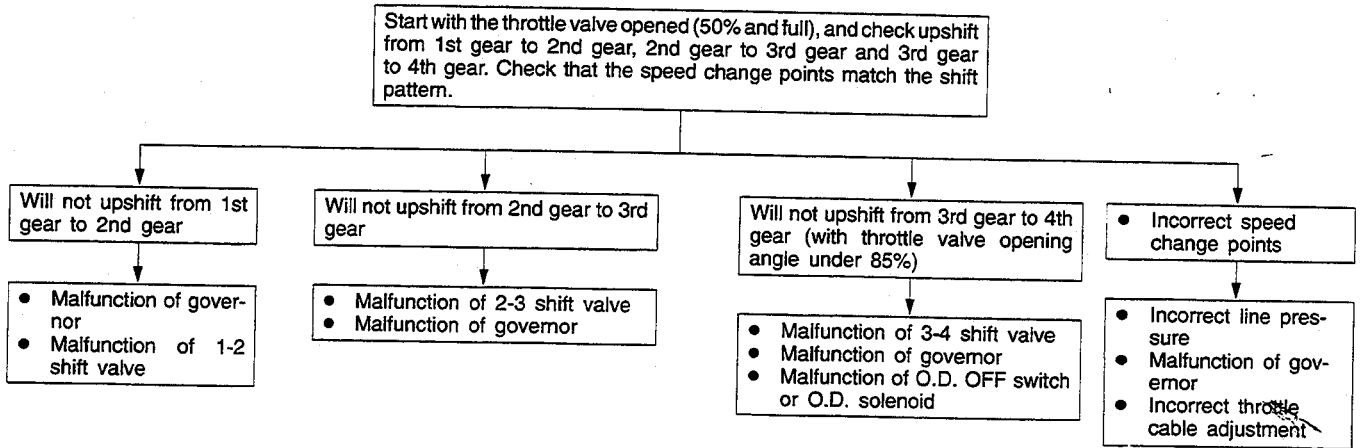 Start with the throttle valve opened (50% and full), and check upshift
from 1st gear to 2nd gear, 2nd gear to 3rd gear and 3rd gear
to 4th gear. Check that the speed change points match the shift
pattern.
Will not upshift from 1st
gear to 2nd gear
● Malfunction of gover-
nor
● Malfunction of 1-2
shift valve
Will not upshift from 2nd gear to 3rd
gear
● Malfunction of 2-3 shift valve
● Malfunction of governor
Will not upshift from 3rd gear to 4th
gear (with throttle valve opening
angle under 85%)
● Malfunction of 3-4 shift valve
● Malfunction of governor
● Malfunction of O.D. OFF switch
or O.D. solenoid
● Incorrect speed
change points
● Incorrect line pres-
sure
● Malfunction of gov-
ernor
● Incorrect throttle
cable adjustment